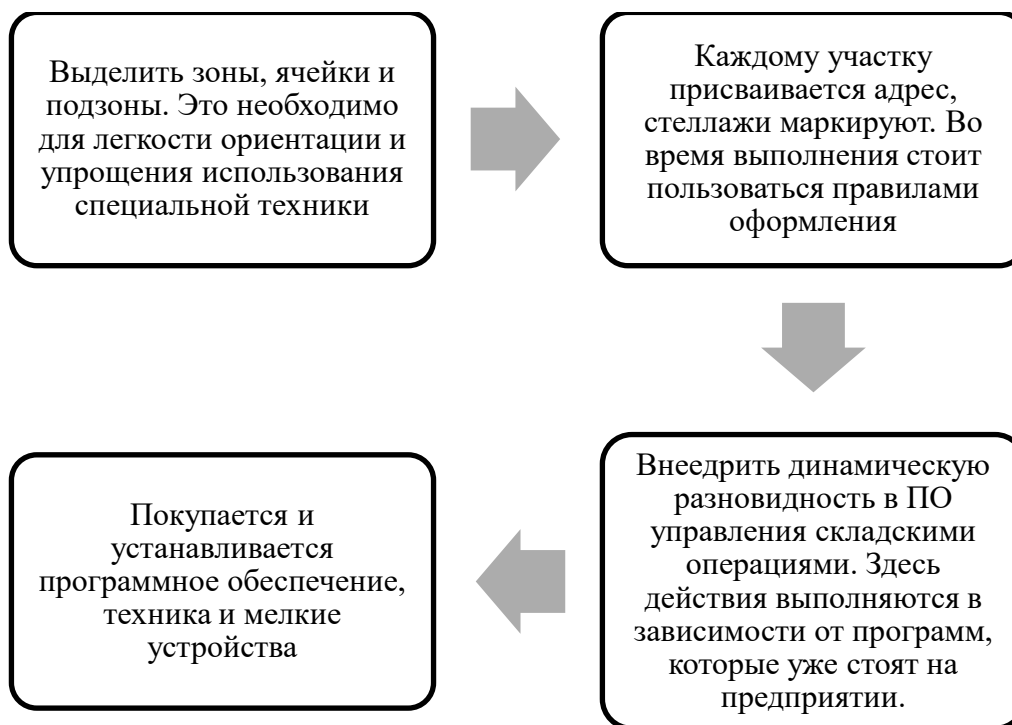 Выделить зоны, ячейки и
подзоны. Это необходимо
для легкости ориентации и
упрощения использования
специальной техники
Каждому участку
присваивается адрес,
стеллажи маркируют. Во
время выполнения стоит
пользоваться правилами
оформления
Внеедрить динамическую
разновидность в ПО
управления складскими
операциями. Здесь
действия выполняются в
зависимости от программ,
которые уже стоят на
предприятии.
Покупается и
устанавливается
программное обеспечение,
техника и мелкие
устройства